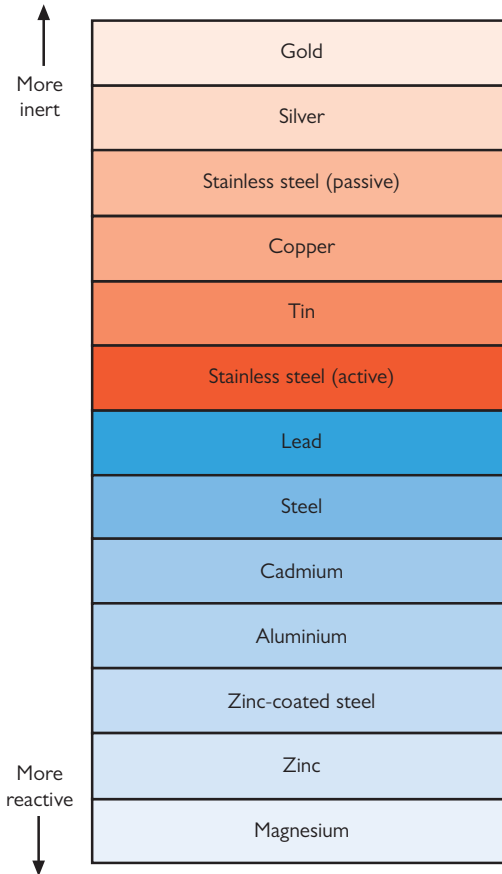 More
inert
Gold
Silver
Stainless steel (passive)
Copper
Tin
Stainless steel (active)
Lead
Steel
Cadmium
Aluminium
Zinc-coated steel
Zinc
Magnesium
More
reactive